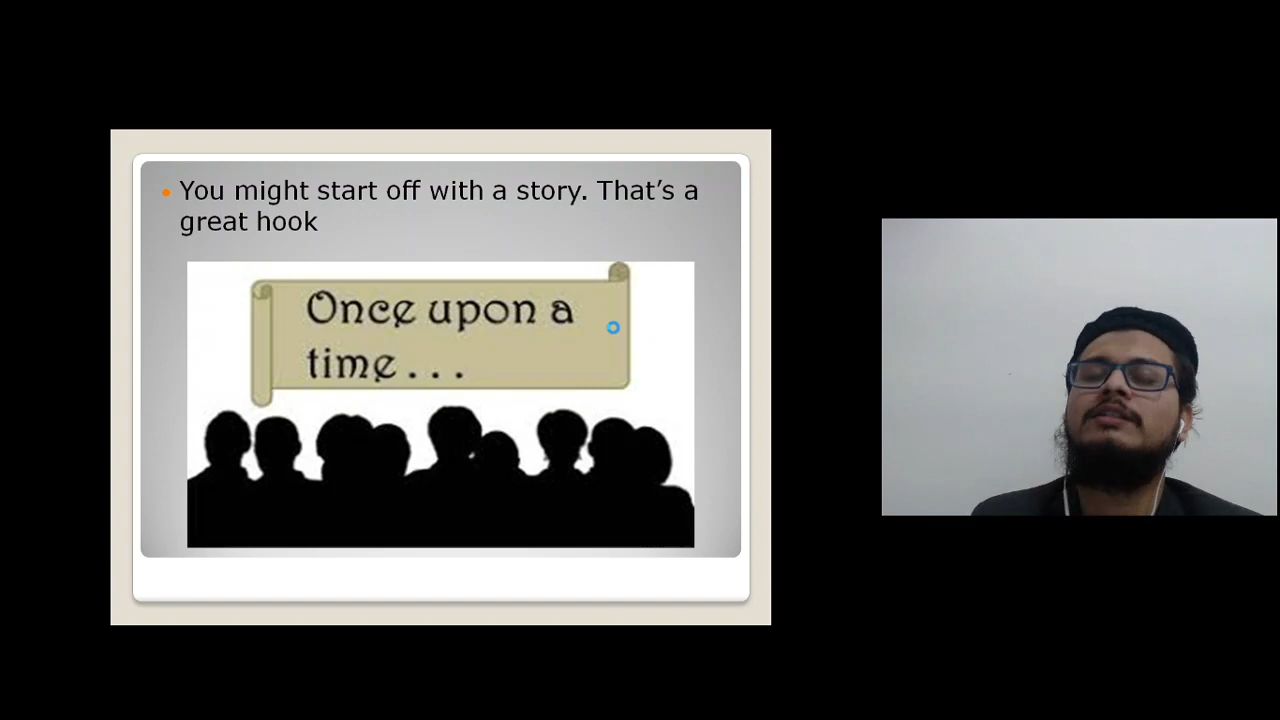 You might start off with a story. That's a
great hook
Once upon a
time . . .